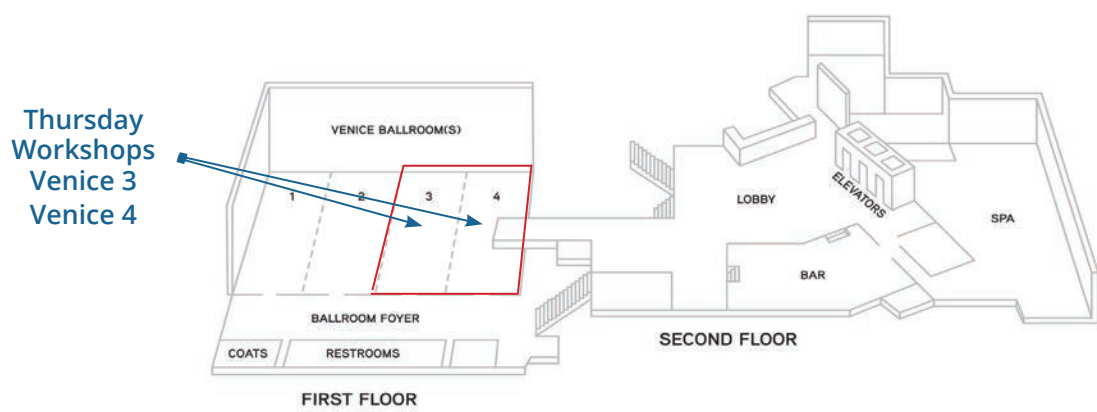 Thursday
Workshops
Venice 3
Venice 4
VENICE BALLROOM(S)
1
2
3
4
BALLROOM FOYER
COATS
RESTROOMS
FIRST FLOOR
LOBBY
ELEVATORS
SPA
BAR
SECOND FLOOR